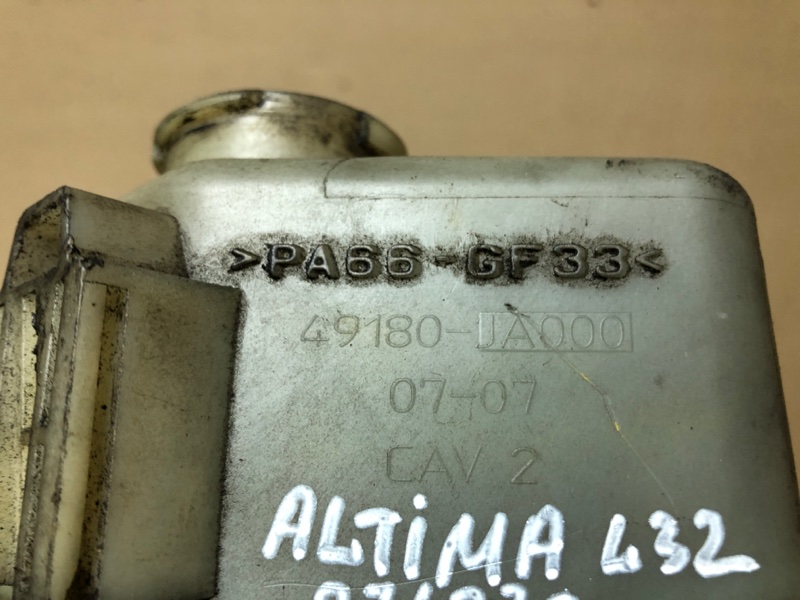 >PA66-GF33<
49180-JA000
07-07
CAV 2
ALTiMA L32